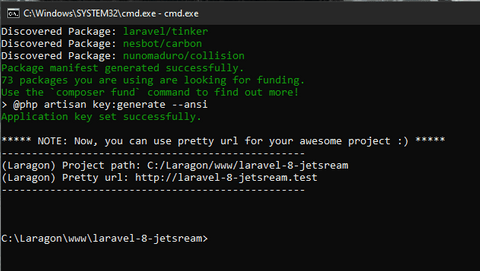 C:\Windows\SYSTEM32\cmd.exe - cmd.exe
Discovered Package: laravel/tinker
Discovered Package: nesbot/carbon
Discovered Package: nunomaduro/collision
Package manifest generated successfully.
73 packages you are using are looking for funding.
Use the `composer fund` command to find out more!
> @php artisan key:generate --ansi
Application key set successfully.
***** NOTE: Now, you can use pretty url for your awesome project :) *****
--------------------------------------------------
(Laragon) Project path: C:/Laragon/www/laravel-8-jetsream
(Laragon) Pretty url: http://laravel-8-jetsream.test
--------------------------------------------------
C:\Laragon\www\laravel-8-jetsream>